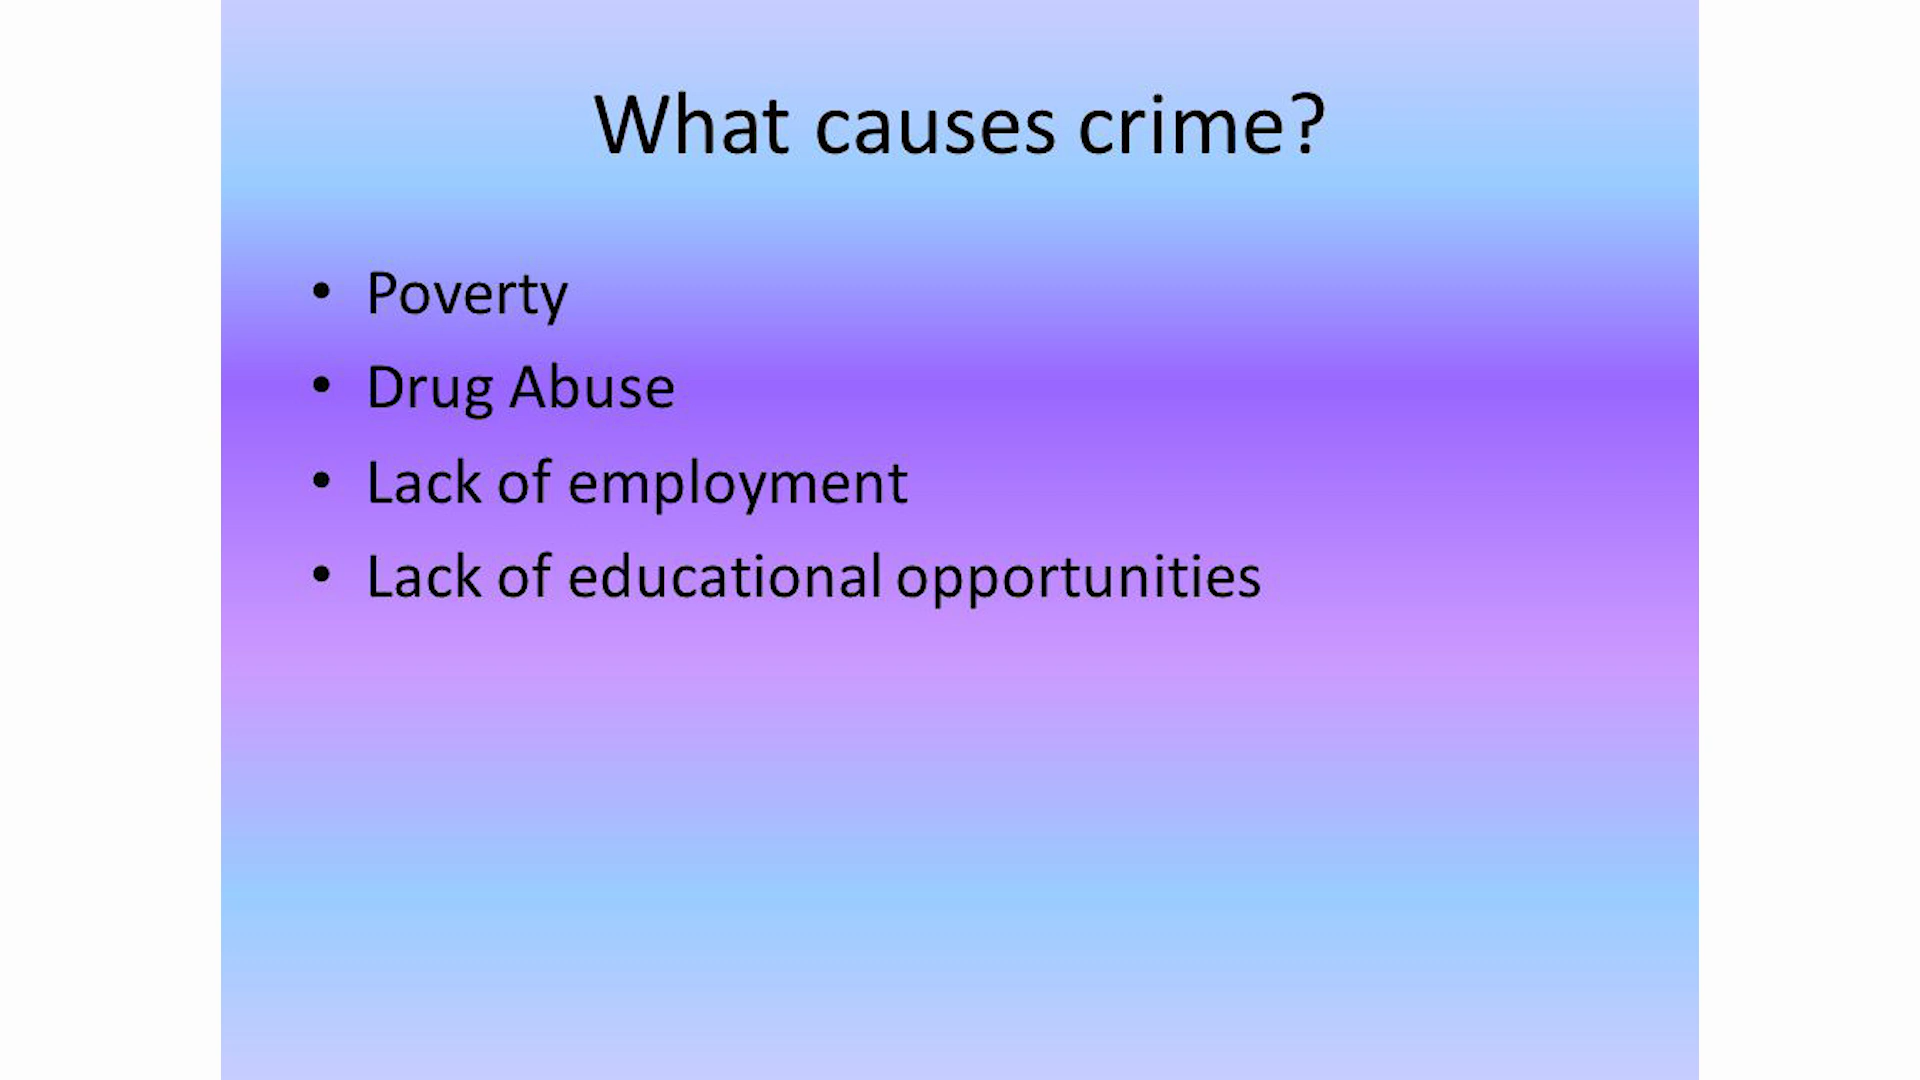 What causes crime?
• Poverty
• Drug Abuse
• Lack of employment
• Lack of educational opportunities